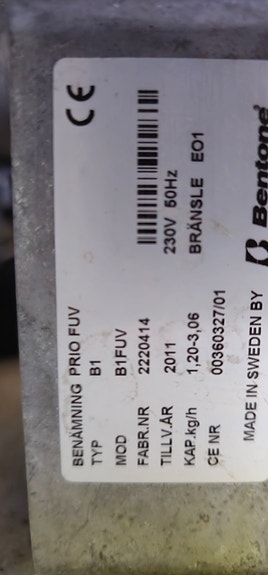 BENÄMNING PRIO FUV
TYP B1
MOD B1FUV
FABR.NR 2220414
TILLV.ÅR 2011 230V 50Hz
KAP.kg/h 1,20-3,06 BRÄNSLE EO1
CE NR 00360327/01
MADE IN SWEDEN BY Bentone
CE